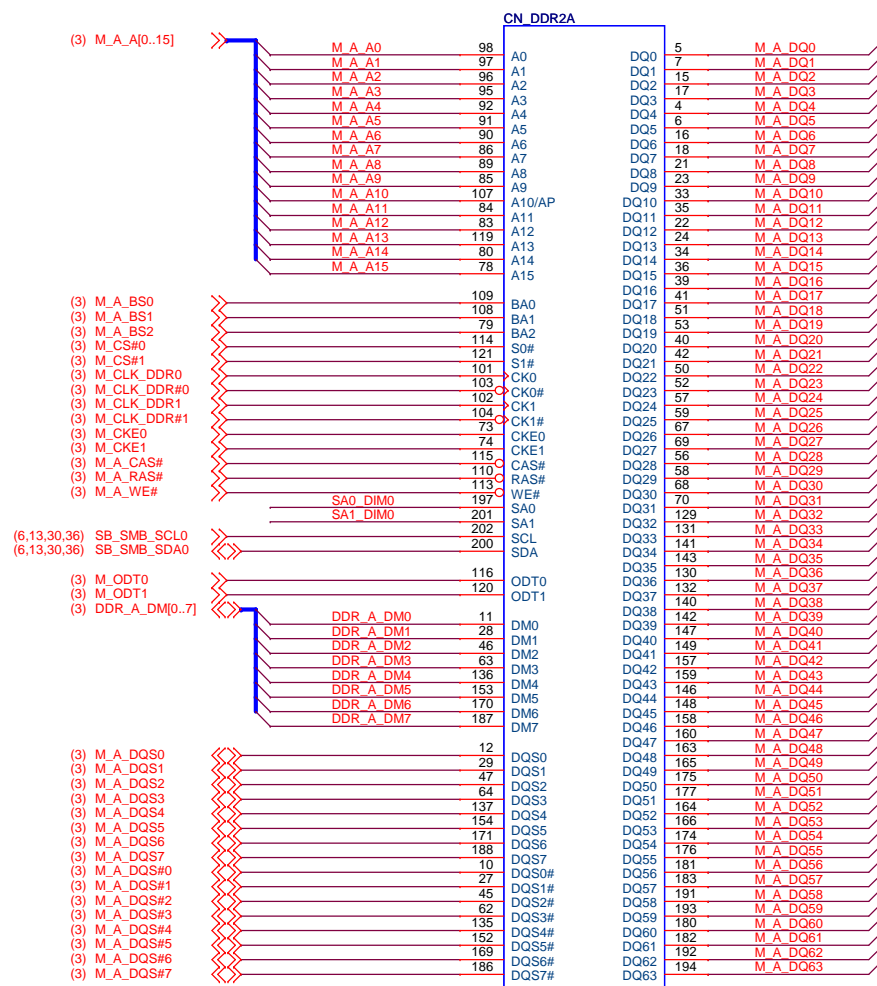 CN_DDR2A
(3) M_A_A[0..15]
M_A_A0 98 A0 DQ0 5 M_A_DQ0
M_A_A1 97 A1 DQ1 7 M_A_DQ1
M_A_A2 96 A2 DQ2 15 M_A_DQ2
M_A_A3 95 A3 DQ3 17 M_A_DQ3
M_A_A4 92 A4 DQ4 4 M_A_DQ4
M_A_A5 91 A5 DQ5 6 M_A_DQ5
M_A_A6 90 A6 DQ6 16 M_A_DQ6
M_A_A7 86 A7 DQ7 18 M_A_DQ7
M_A_A8 89 A8 DQ8 21 M_A_DQ8
M_A_A9 85 A9 DQ9 23 M_A_DQ9
M_A_A10 107 A10/AP DQ10 33 M_A_DQ10
M_A_A11 84 A11 DQ11 35 M_A_DQ11
M_A_A12 83 A12 DQ12 22 M_A_DQ12
M_A_A13 119 A13 DQ13 24 M_A_DQ13
M_A_A14 80 A14 DQ14 34 M_A_DQ14
M_A_A15 78 A15 DQ15 36 M_A_DQ15
DQ16 39 M_A_DQ16
(3) M_A_BS0 109 BA0 DQ17 41 M_A_DQ17
(3) M_A_BS1 108 BA1 DQ18 51 M_A_DQ18
(3) M_A_BS2 79 BA2 DQ19 53 M_A_DQ19
(3) M_CS#0 114 S0# DQ20 40 M_A_DQ20
(3) M_CS#1 121 S1# DQ21 42 M_A_DQ21
(3) M_CLK_DDR0 101 CK0 DQ22 50 M_A_DQ22
(3) M_CLK_DDR#0 103 CK0# DQ23 52 M_A_DQ23
(3) M_CLK_DDR1 102 CK1 DQ24 57 M_A_DQ24
(3) M_CLK_DDR#1 104 CK1# DQ25 59 M_A_DQ25
(3) M_CKE0 73 CKE0 DQ26 67 M_A_DQ26
(3) M_CKE1 74 CKE1 DQ27 69 M_A_DQ27
(3) M_A_CAS# 115 CAS# DQ28 56 M_A_DQ28
(3) M_A_RAS# 110 RAS# DQ29 58 M_A_DQ29
(3) M_A_WE# 113 WE# DQ30 68 M_A_DQ30
SA0_DIM0 197 SA0 DQ31 70 M_A_DQ31
SA1_DIM0 201 SA1 DQ32 129 M_A_DQ32
(6,13,30,36) SB_SMB_SCL0 202 SCL DQ33 131 M_A_DQ33
(6,13,30,36) SB_SMB_SDA0 200 SDA DQ34 141 M_A_DQ34
DQ35 143 M_A_DQ35
(3) M_ODT0 116 ODT0 DQ36 130 M_A_DQ36
(3) M_ODT1 120 ODT1 DQ37 132 M_A_DQ37
(3) DDR_A_DM[0..7] DQ38 140 M_A_DQ38
DDR_A_DM0 11 DM0 DQ39 142 M_A_DQ39
DDR_A_DM1 28 DM1 DQ40 147 M_A_DQ40
DDR_A_DM2 46 DM2 DQ41 149 M_A_DQ41
DDR_A_DM3 63 DM3 DQ42 157 M_A_DQ42
DDR_A_DM4 136 DM4 DQ43 159 M_A_DQ43
DDR_A_DM5 153 DM5 DQ44 146 M_A_DQ44
DDR_A_DM6 170 DM6 DQ45 148 M_A_DQ45
DDR_A_DM7 187 DM7 DQ46 158 M_A_DQ46
DQ47 160 M_A_DQ47
(3) M_A_DQS0 12 DQS0 DQ48 163 M_A_DQ48
(3) M_A_DQS1 29 DQS1 DQ49 165 M_A_DQ49
(3) M_A_DQS2 47 DQS2 DQ50 175 M_A_DQ50
(3) M_A_DQS3 64 DQS3 DQ51 177 M_A_DQ51
(3) M_A_DQS4 137 DQS4 DQ52 164 M_A_DQ52
(3) M_A_DQS5 154 DQS5 DQ53 166 M_A_DQ53
(3) M_A_DQS6 171 DQS6 DQ54 174 M_A_DQ54
(3) M_A_DQS7 188 DQS7 DQ55 176 M_A_DQ55
(3) M_A_DQS#0 10 DQS0# DQ56 181 M_A_DQ56
(3) M_A_DQS#1 27 DQS1# DQ57 183 M_A_DQ57
(3) M_A_DQS#2 45 DQS2# DQ58 191 M_A_DQ58
(3) M_A_DQS#3 62 DQS3# DQ59 193 M_A_DQ59
(3) M_A_DQS#4 135 DQS4# DQ60 180 M_A_DQ60
(3) M_A_DQS#5 152 DQS5# DQ61 182 M_A_DQ61
(3) M_A_DQS#6 169 DQS6# DQ62 192 M_A_DQ62
(3) M_A_DQS#7 186 DQS7# DQ63 194 M_A_DQ63